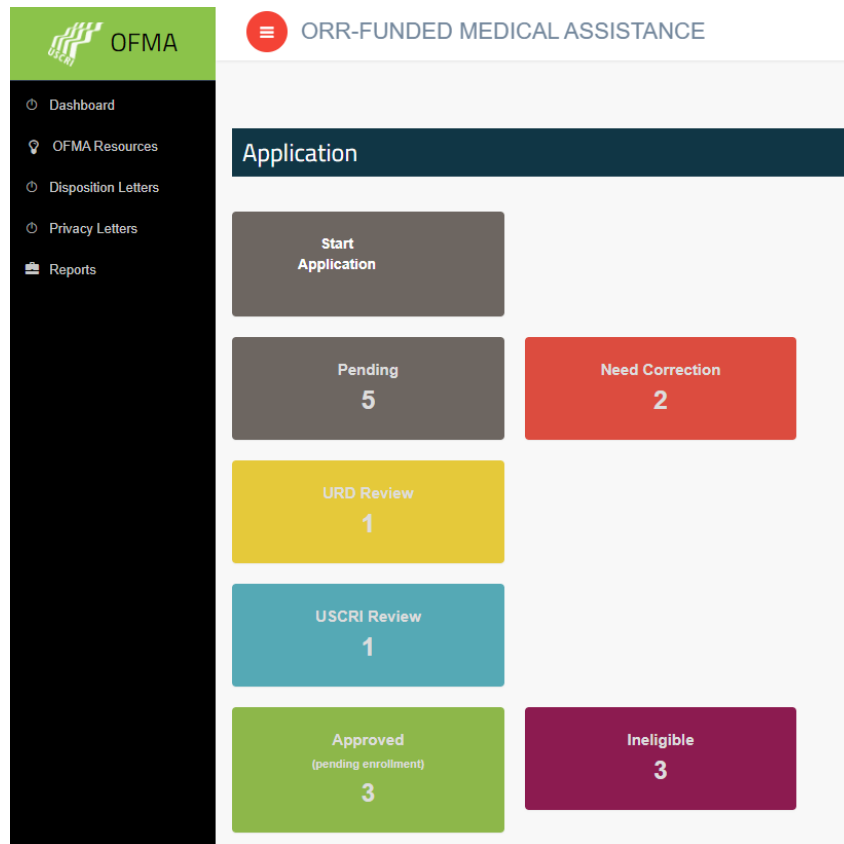 USCRI
OFMA
ORR-FUNDED MEDICAL ASSISTANCE
Dashboard
OFMA Resources
Disposition Letters
Privacy Letters
Reports
Application
Start
Application
Pending
5
Need Correction
2
URD Review
1
USCRI Review
1
Approved
(pending enrollment)
3
Ineligible
3